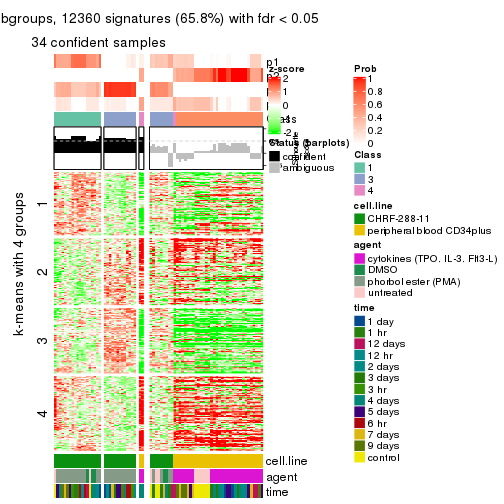 bgroups, 12360 signatures (65.8%) with fdr < 0.05
34 confident samples
p1
z-score
2
1
0
-1
-2
Prob
1
0.8
0.6
0.4
0.2
0
Status (barplots)
confident
ambiguous
Silhouette
score
Class
1
3
4
k-means with 4 groups
1
2
3
4
cell.line
CHRF-288-11
peripheral blood CD34plus
agent
cytokines (TPO. IL-3. Flt3-L)
DMSO
phorbol ester (PMA)
untreated
time
1 day
1 hr
12 days
12 hr
2 days
3 days
3 hr
4 days
5 days
6 hr
7 days
9 days
control
cell.line
agent
time